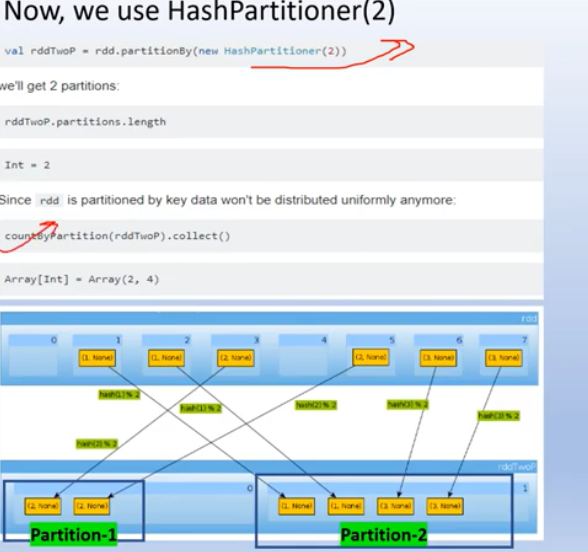 Now, we use HashPartitioner(2)
val rddTwoP = rdd.partitionBy(new HashPartitioner(2))
we'll get 2 partitions:
rddTwoP.partitions.length
Int = 2
Since rdd is partitioned by key data won't be distributed uniformly anymore:
countByPartition(rddTwoP).collect()
Array[Int] = Array(2, 4)
rdd
0 1 2 3 4 5 6 7
(1, None) (1, None) (2, None) (2, None) (3, None) (3, None)
hash(1) % 2
hash(1) % 2 hash(2) % 2 hash(3) % 2
hash(3) % 2
hash(2) % 2
rddTwoP
0 1
(2, None) (2, None) (1, None) (1, None) (3, None) (3, None)
Partition-1 Partition-2